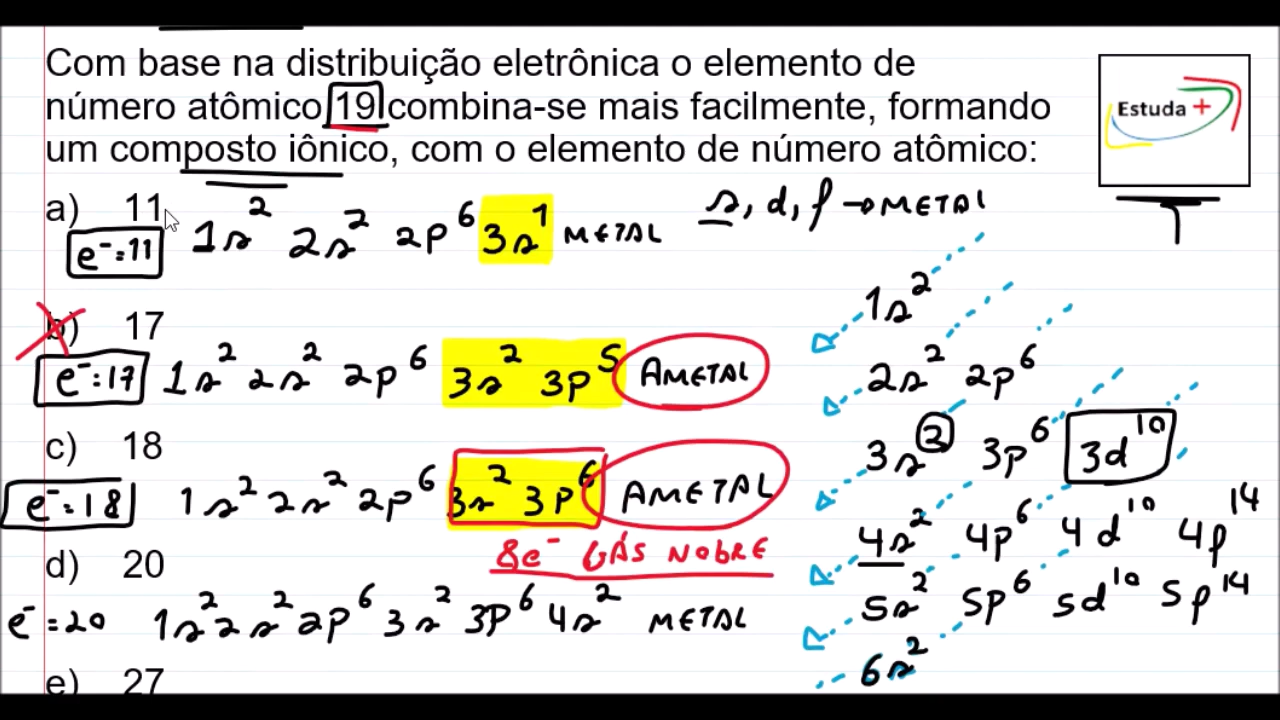 Com base na distribuição eletrônica o elemento de
número atômico 19 combina-se mais facilmente, formando
um composto iônico, com o elemento de número atômico:
Estuda +
a) 11
e⁻=11 1s² 2s² 2p⁶ 3s¹ METAL
s, d, f → METAL
b) 17
e⁻:17 1s² 2s² 2p⁶ 3s² 3p⁵ AMETAL
c) 18
e⁻:18 1s² 2s² 2p⁶ 3s² 3p⁶ AMETAL
8e⁻ GÁS NOBRE
d) 20
e⁻=20 1s² 2s² 2p⁶ 3s² 3p⁶ 4s² METAL
e) 27
1s²
2s² 2p⁶
3s² 3p⁶ 3d¹⁰
4s² 4p⁶ 4d¹⁰ 4f¹⁴
5s² 5p⁶ 5d¹⁰ 5f¹⁴
6s²